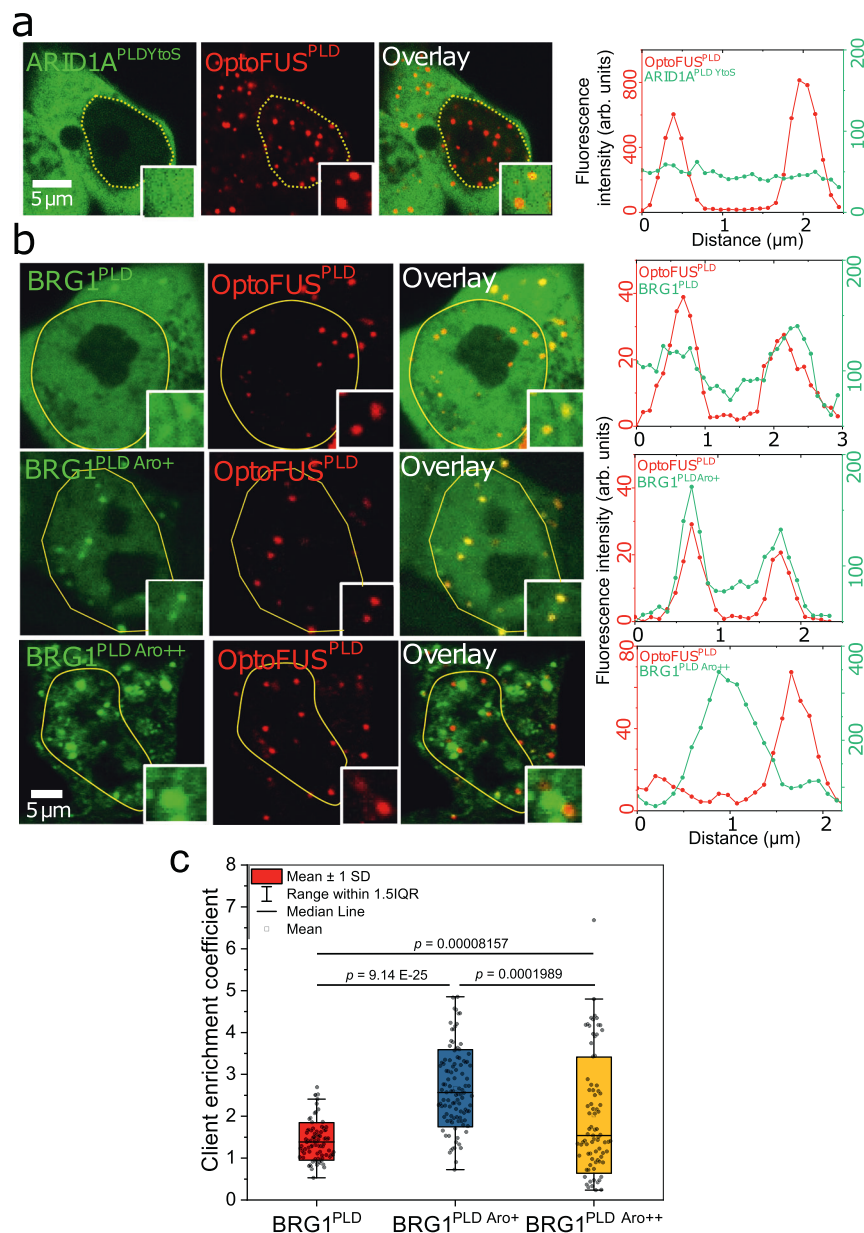 a
ARID1A^PLDYtoS
OptoFUS^PLD
Overlay
5 µm
OptoFUS^PLD
ARID1A^PLD YtoS
Fluorescence
intensity (arb. units)
800
400
0
200
100
0
0 1 2
Distance (µm)
b
BRG1^PLD
OptoFUS^PLD
Overlay
OptoFUS^PLD
BRG1^PLD
40
20
0
200
100
0 1 2 3
BRG1^PLD Aro+
OptoFUS^PLD
Overlay
Fluorescence intensity (arb. units)
OptoFUS^PLD
BRG1^PLD Aro+
40
20
0
200
100
0 1 2
BRG1^PLD Aro++
OptoFUS^PLD
Overlay
5 µm
OptoFUS^PLD
BRG1^PLD Aro++
80
40
0
400
200
0
0 1 2
Distance (µm)
c
Client enrichment coefficient
8
7
6
5
4
3
2
1
0
Mean ± 1 SD
Range within 1.5IQR
Median Line
Mean
p = 0.00008157
p = 9.14 E-25
p = 0.0001989
BRG1^PLD
BRG1^PLD Aro+
BRG1^PLD Aro++